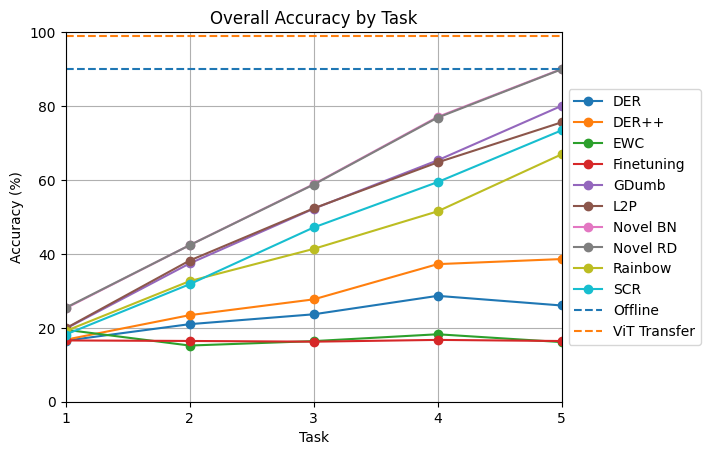 Overall Accuracy by Task
Accuracy (%)
100
80
60
40
20
0
1 2 3 4 5
Task
DER
DER++
EWC
Finetuning
GDumb
L2P
Novel BN
Novel RD
Rainbow
SCR
Offline
ViT Transfer